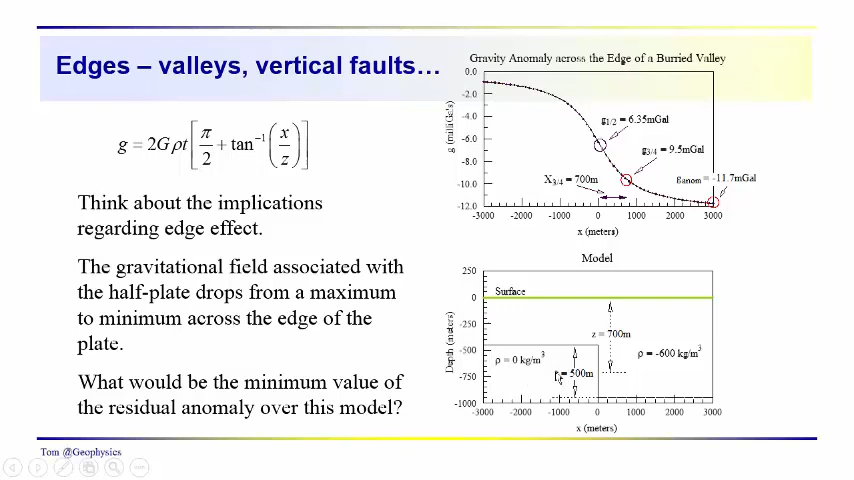 Edges – valleys, vertical faults…
g = 2Gρt[π/2 + tan⁻¹(x/z)]
Think about the implications
regarding edge effect.
The gravitational field associated with
the half-plate drops from a maximum
to minimum across the edge of the
plate.
What would be the minimum value of
the residual anomaly over this model?
Gravity Anomaly across the Edge of a Burried Valley
g (milliGals)
0.0
-2.0
-4.0
-6.0
-8.0
-10.0
-12.0
g1/2 = 6.35mGal
g3/4 = 9.5mGal
X3/4 = 700m
ganom = -11.7mGal
-3000 -2000 -1000 0 1000 2000 3000
x (meters)
Model
Depth (meters)
250
0
-250
-500
-750
-1000
Surface
z = 700m
ρ = 0 kg/m³
ρ = -600 kg/m³
= 500m
-3000 -2000 -1000 0 1000 2000 3000
x (meters)
Tom @Geophysics